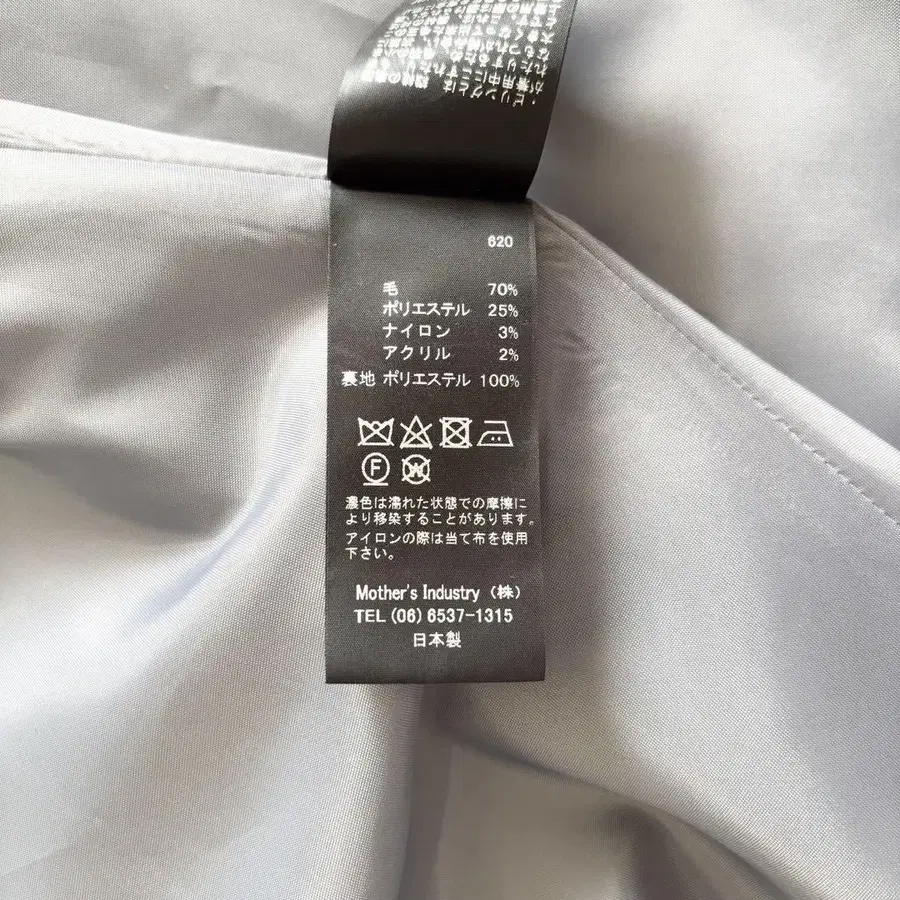 620
毛 70%
ポリエステル 25%
ナイロン 3%
アクリル 2%
裏地 ポリエステル 100%
F W
濃色は濡れた状態での摩擦に
より移染することがあります。
アイロンの際は当て布を使用
下さい。
Mother's Industry（株）
TEL(06)6537-1315
日本製